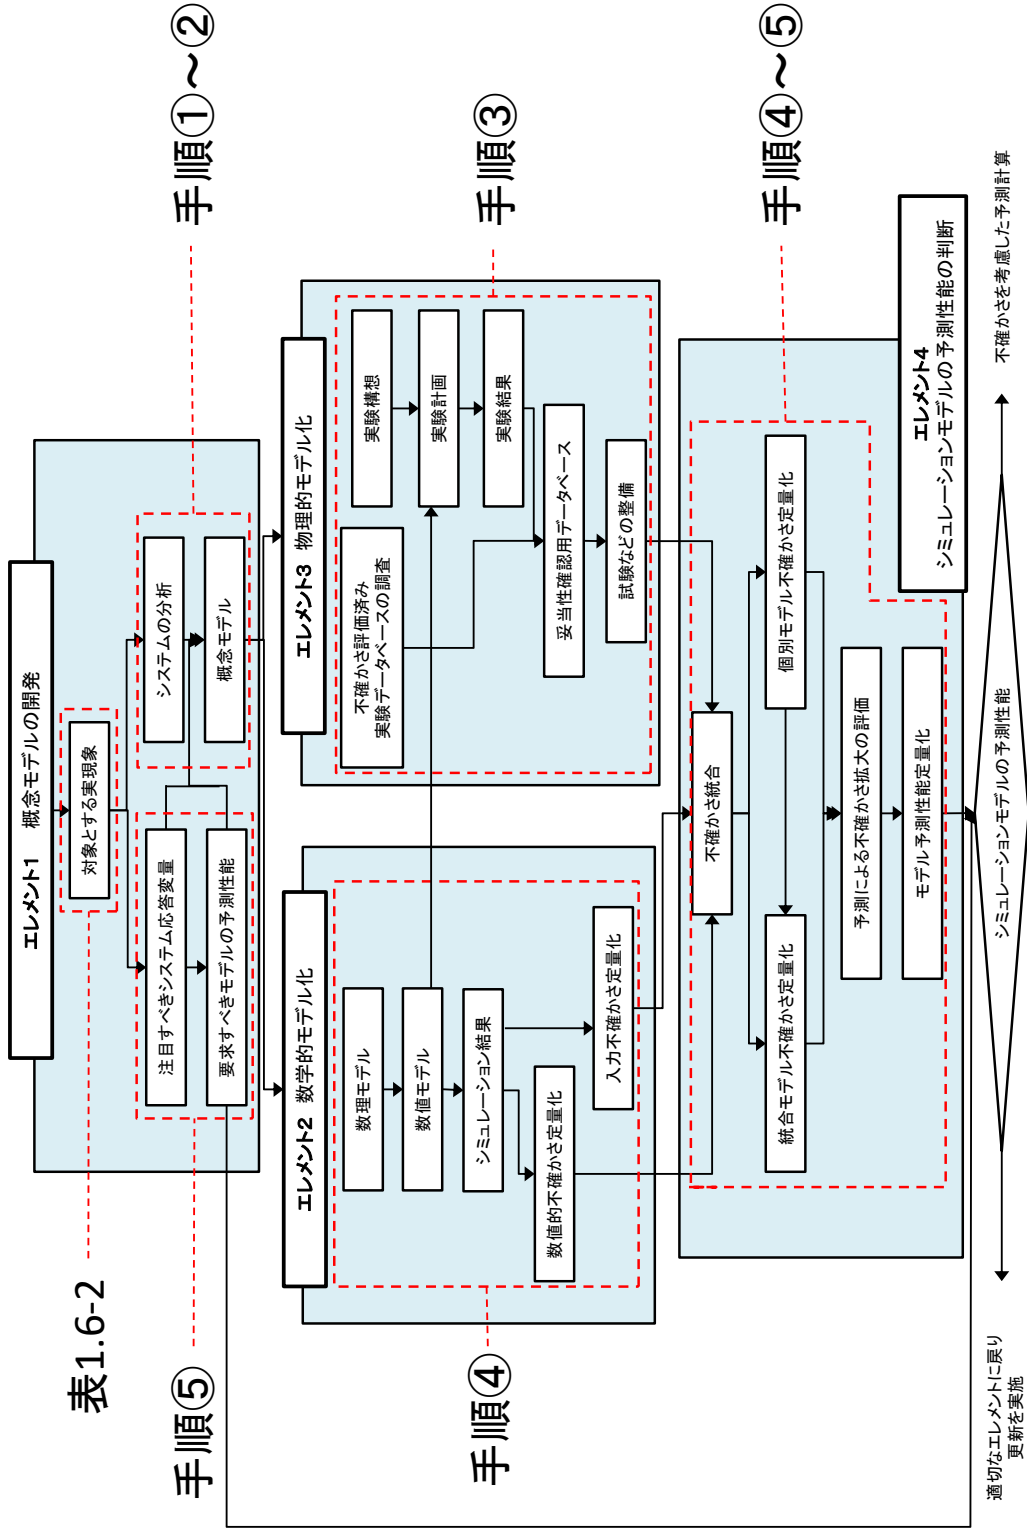 エレメント1 概念モデルの開発
対象とする実現象
注目すべきシステム応答変量
要求すべきモデルの予測性能
システムの分析
概念モデル
表1.6-2
手順⑤
手順①～②
エレメント2 数学的モデル化
数理モデル
数値モデル
シミュレーション結果
数値的不確かさ定量化
入力不確かさ定量化
手順④
エレメント3 物理的モデル化
不確かさ評価済み
実験データベースの調査
実験構想
実験計画
実験結果
妥当性確認用データベース
試験などの整備
手順③
不確かさ統合
統合モデル不確かさ定量化
個別モデル不確かさ定量化
予測による不確かさ拡大の評価
モデル予測性能定量化
手順④～⑤
エレメント4
シミュレーションモデルの予測性能の判断
シミュレーションモデルの予測性能
適切なエレメントに戻り
更新を実施
不確かさを考慮した予測計算